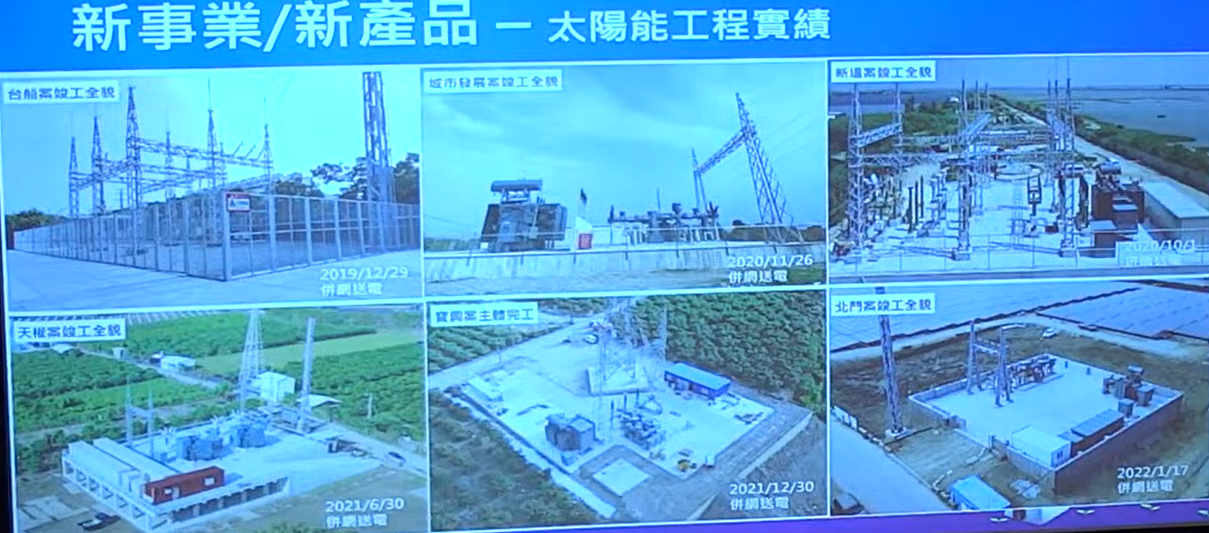 新事業/新產品 – 太陽能工程實績
台船案竣工全貌
2019/12/29
併網送電
城市發展案竣工全貌
2020/11/26
併網送電
新塭案竣工全貌
2020/10/1
併網送電
天權案竣工全貌
2021/6/30
併網送電
寶興案主體完工
2021/12/30
併網送電
北門案竣工全貌
2022/1/17
併網送電